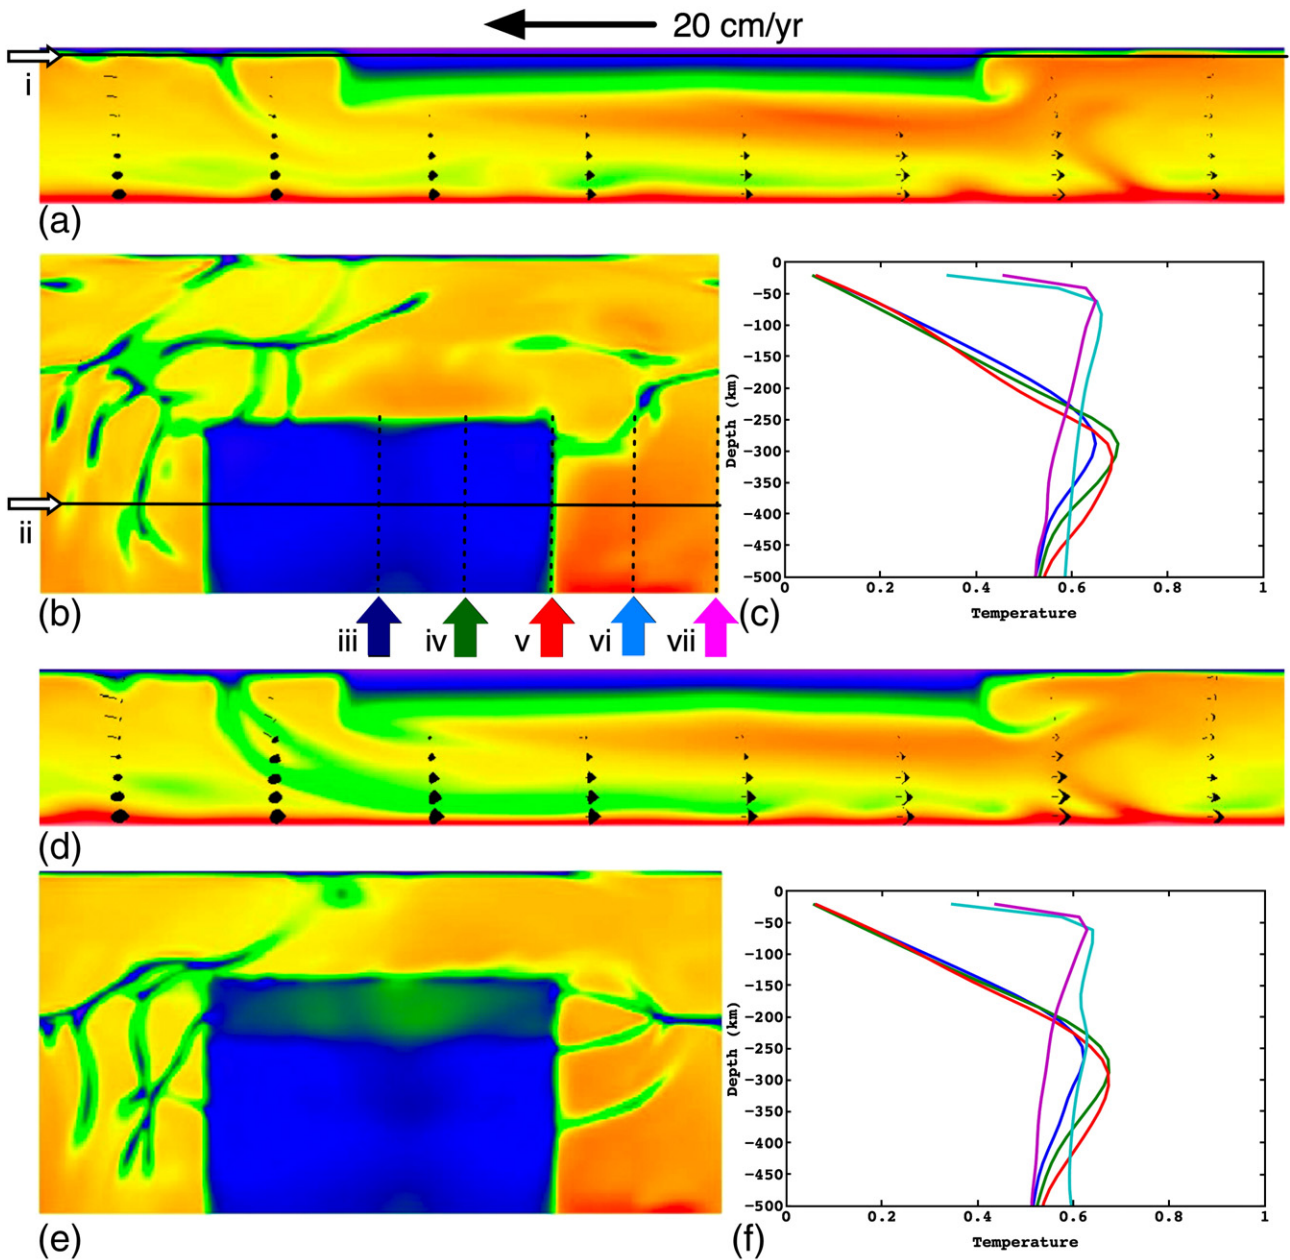 20 cm/yr
i
(a)
0
−50
−100
−150
−200
−250
−300
−350
−400
−450
−500
Depth (km)
0 0.2 0.4 0.6 0.8 1
Temperature
ii
(b)
iii iv v vi vii
(c)
(d)
0
−50
−100
−150
−200
−250
−300
−350
−400
−450
−500
Depth (km)
0 0.2 0.4 0.6 0.8 1
Temperature
(e)
(f)